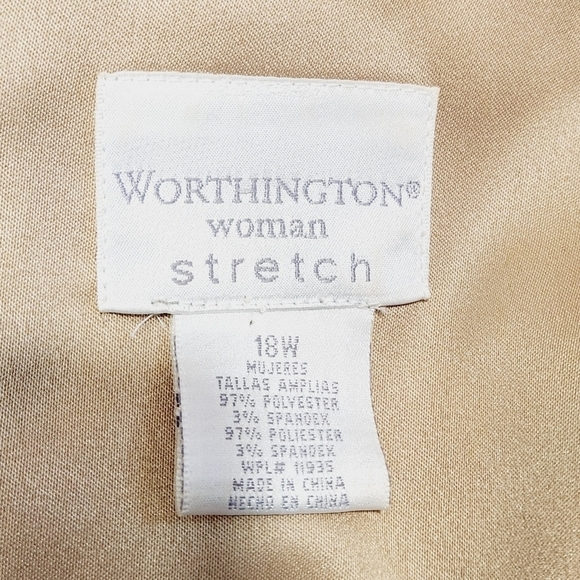 WORTHINGTON®
woman
stretch
18W
MUJERES
TALLAS AMPLIAS
97% POLYESTER
3% SPANDEX
97% POLIESTER
3% SPANDEX
WPL# 11935
MADE IN CHINA
HECHO EN CHINA